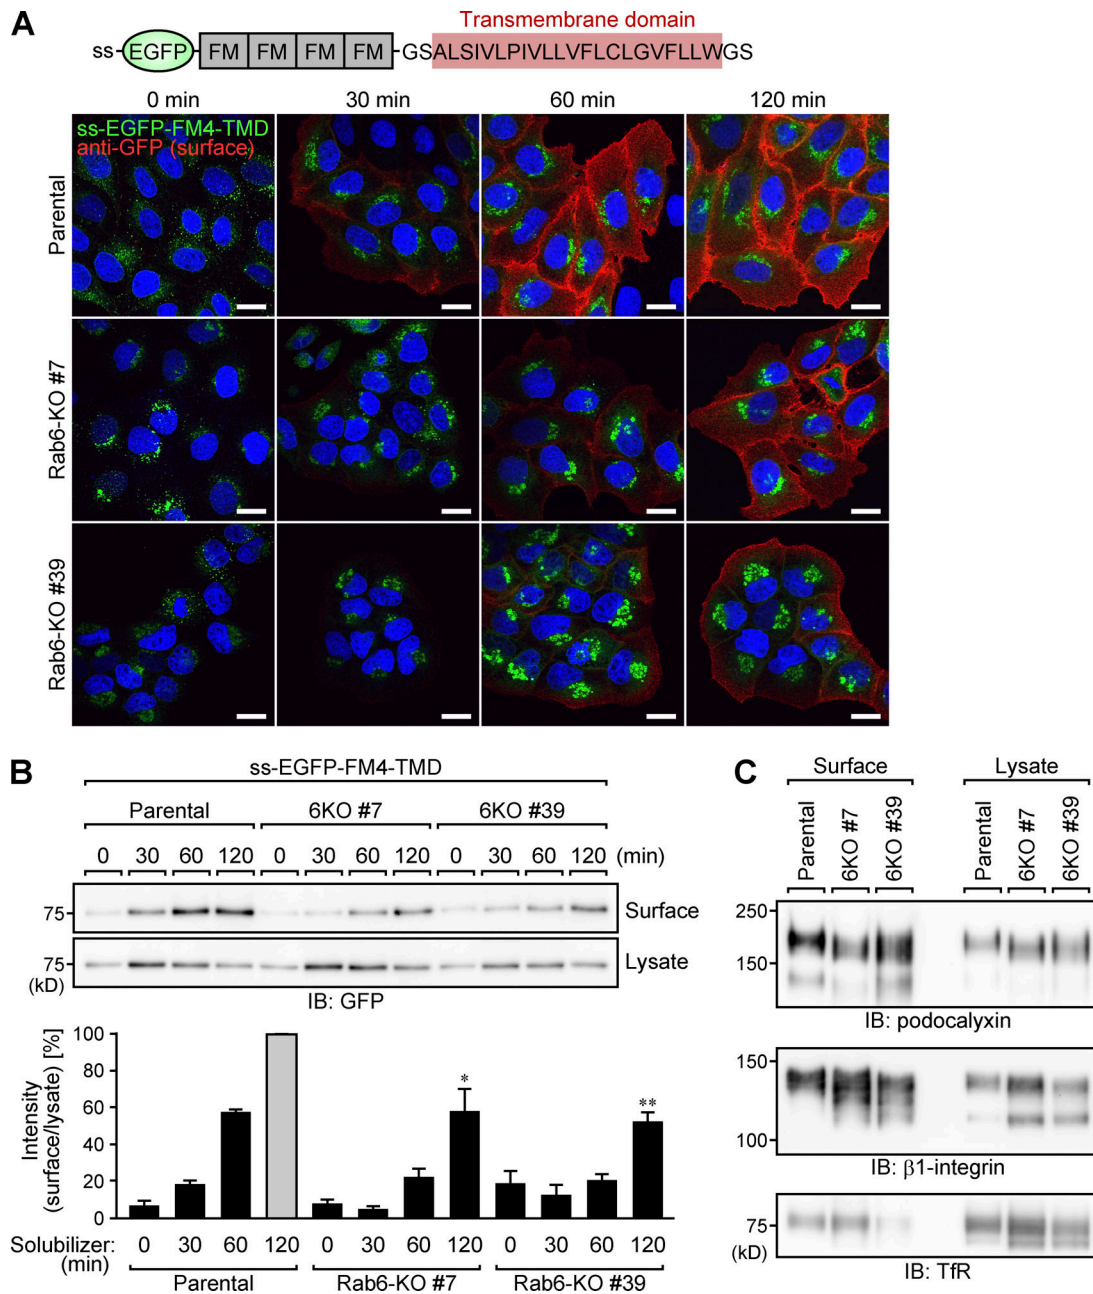 A
Transmembrane domain
ss-EGFP-FM FM FM FM-GSALSIVLPIVLLVFLCLGVFLLWGS
0 min 30 min 60 min 120 min
ss-EGFP-FM4-TMD
anti-GFP (surface)
Parental
Rab6-KO #7
Rab6-KO #39
B
ss-EGFP-FM4-TMD
Parental 6KO #7 6KO #39
0 30 60 120 0 30 60 120 0 30 60 120 (min)
75 Surface
75 Lysate
(kD)
IB: GFP
Intensity
(surface/lysate) [%]
100
80
60
40
20
0
* **
Solubilizer: 0 30 60 120 0 30 60 120 0 30 60 120
(min)
Parental Rab6-KO #7 Rab6-KO #39
C
Surface Lysate
Parental 6KO #7 6KO #39 Parental 6KO #7 6KO #39
250
150
IB: podocalyxin
150
100
IB: β1-integrin
75
(kD)
IB: TfR